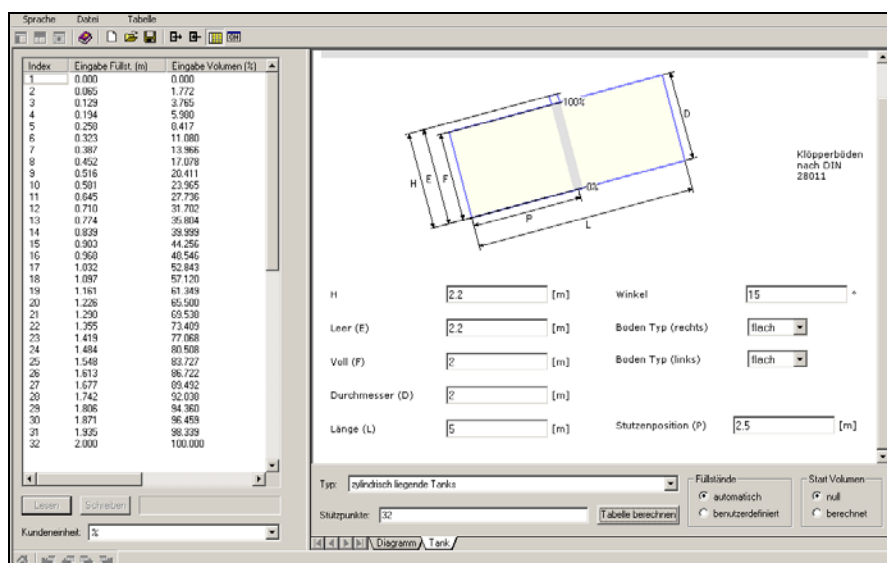 Sprache Datei Tabelle
Index Eingabe Füllst. (m) Eingabe Volumen (%)
1 0.000 0.000
2 0.065 1.772
3 0.129 3.765
4 0.194 5.980
5 0.258 8.417
6 0.323 11.080
7 0.387 13.966
8 0.452 17.078
9 0.516 20.411
10 0.581 23.965
11 0.645 27.736
12 0.710 31.702
13 0.774 35.804
14 0.839 39.999
15 0.903 44.256
16 0.968 48.546
17 1.032 52.843
18 1.097 57.120
19 1.161 61.349
20 1.226 65.500
21 1.290 69.538
22 1.355 73.409
23 1.419 77.068
24 1.484 80.508
25 1.548 83.727
26 1.613 86.722
27 1.677 89.492
28 1.742 92.038
29 1.806 94.360
30 1.871 96.459
31 1.935 98.339
32 2.000 100.000
Lesen Schreiben
Kundeneinheit: %
100%
D
H E F
0%
P
L
Klöpperböden
nach DIN
28011
H 2.2 [m] Winkel 15 °
Leer (E) 2.2 [m] Boden Typ (rechts) flach
Voll (F) 2 [m] Boden Typ (links) flach
Durchmesser (D) 2 [m]
Länge (L) 5 [m] Stutzenposition (P) 2.5 [m]
Typ: zylindrisch liegende Tanks
Stützpunkte: 32 Tabelle berechnen
Füllstände
automatisch
benutzerdefiniert
Start Volumen
null
berechnet
Diagramm Tank